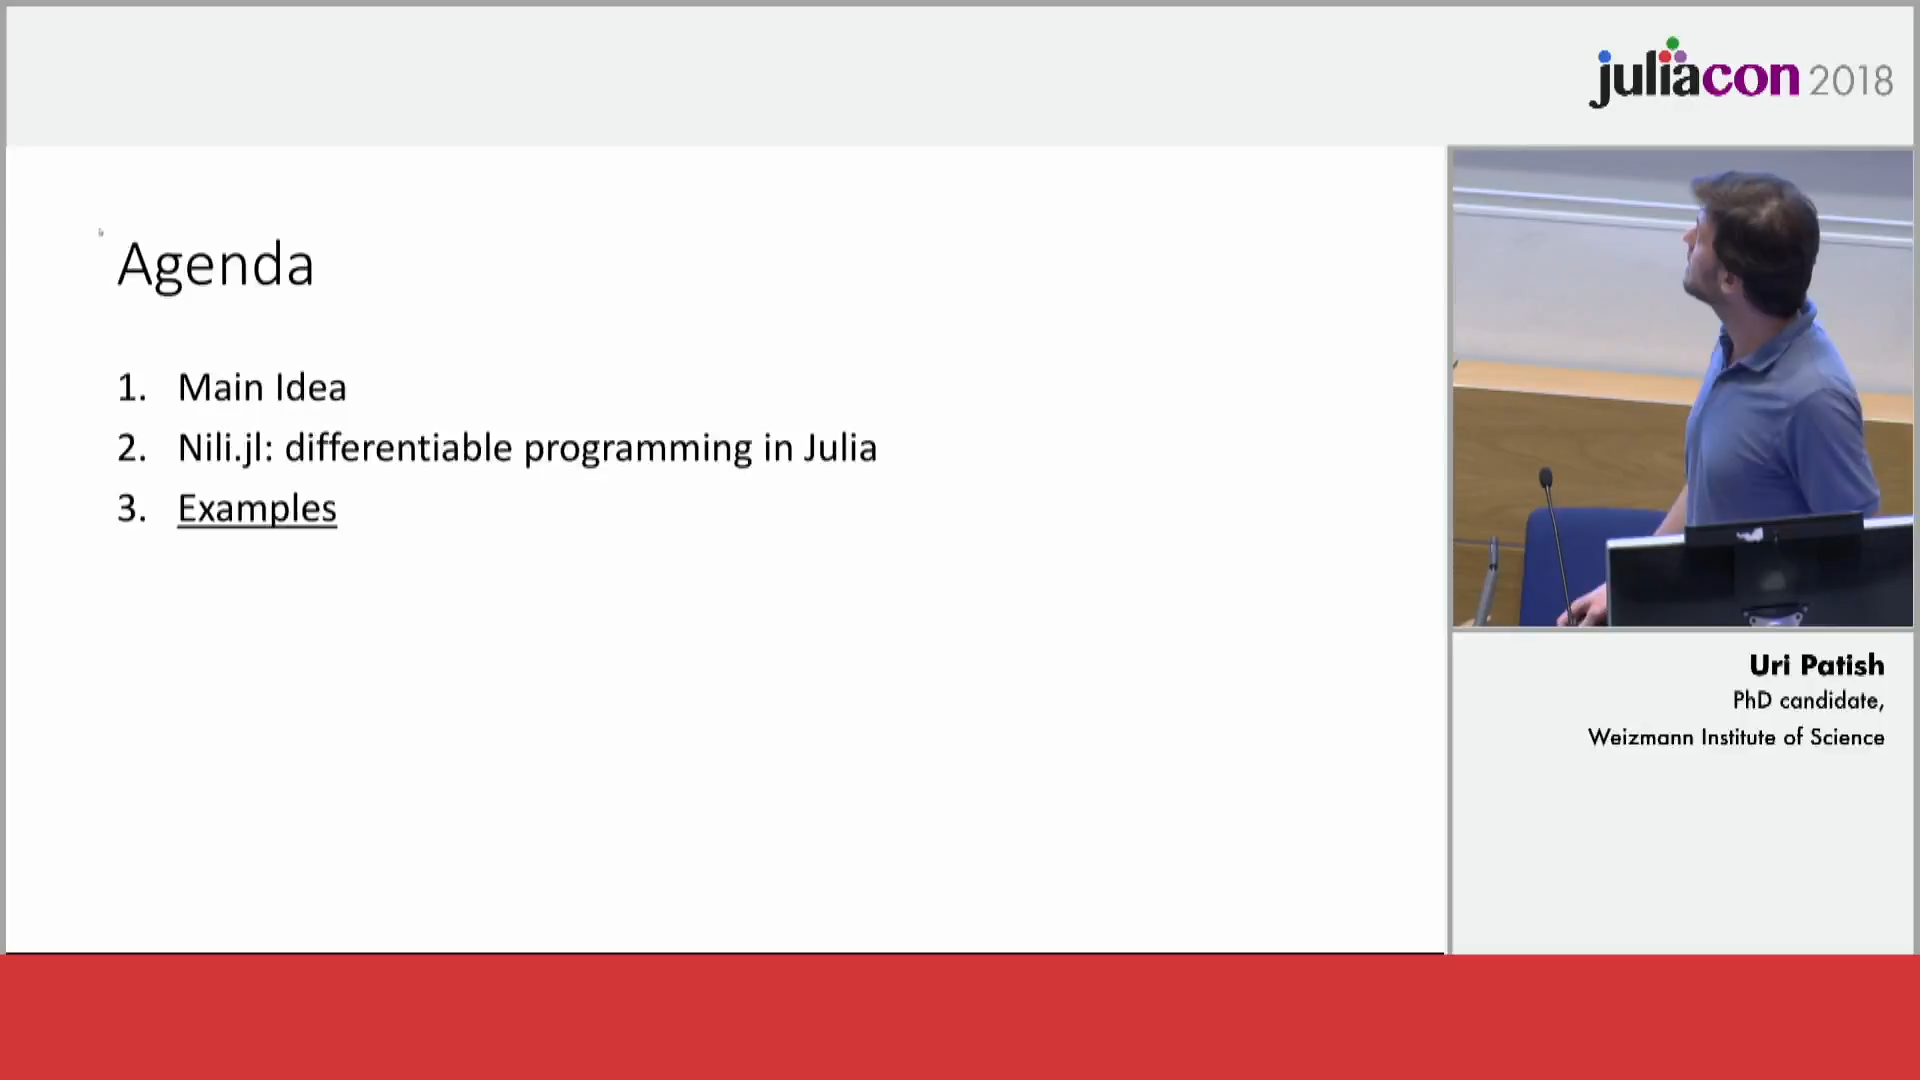 juliacon 2018
Agenda
1. Main Idea
2. Nili.jl: differentiable programming in Julia
3. Examples
Uri Patish
PhD candidate,
Weizmann Institute of Science